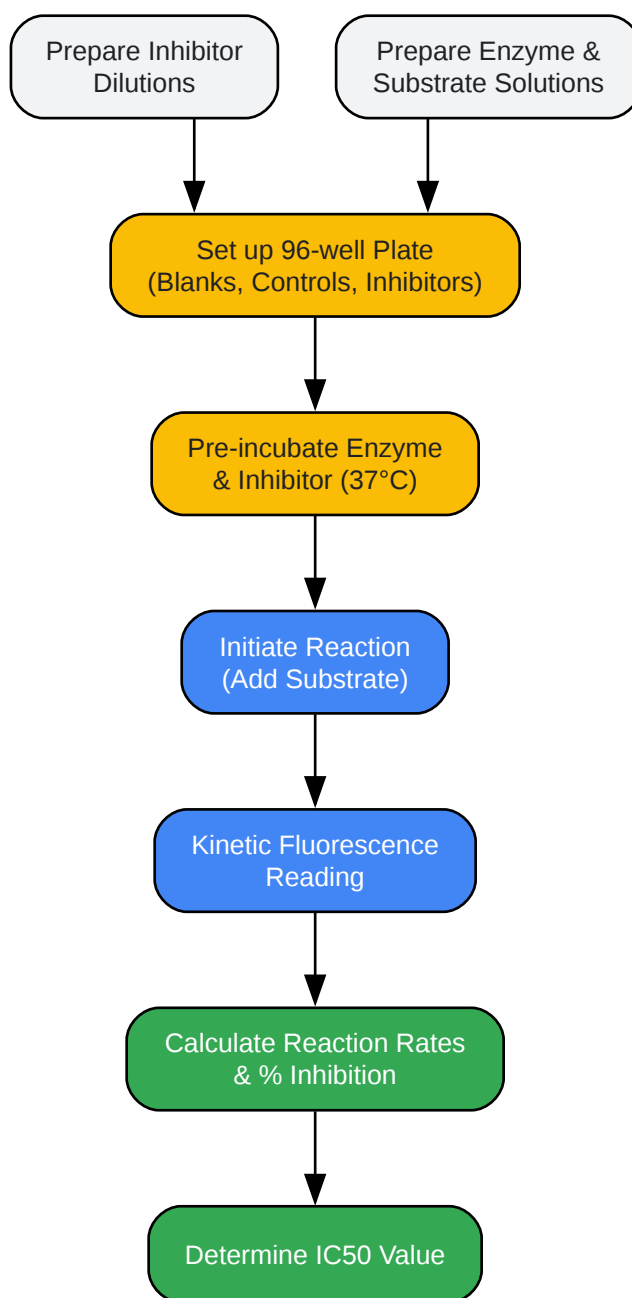 Prepare Inhibitor
Dilutions
Prepare Enzyme &
Substrate Solutions
Set up 96-well Plate
(Blanks, Controls, Inhibitors)
Pre-incubate Enzyme
& Inhibitor (37°C)
Initiate Reaction
(Add Substrate)
Kinetic Fluorescence
Reading
Calculate Reaction Rates
& % Inhibition
Determine IC50 Value